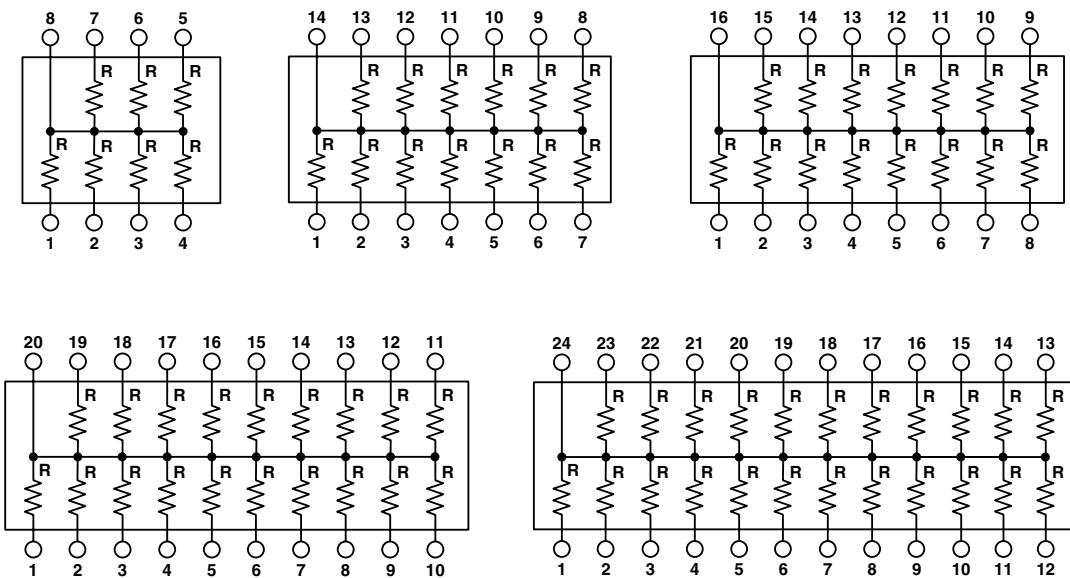 8 7 6 5 14 13 12 11 10 9 8 16 15 14 13 12 11 10 9
R R R R R R R R R R R R R R R R
R R R R R R R R R R R R R R R R R R R
1 2 3 4 1 2 3 4 5 6 7 1 2 3 4 5 6 7 8
20 19 18 17 16 15 14 13 12 11 24 23 22 21 20 19 18 17 16 15 14 13
R R R R R R R R R R R R R R R R R R R R
R R R R R R R R R R R R R R R R R R R R R R
1 2 3 4 5 6 7 8 9 10 1 2 3 4 5 6 7 8 9 10 11 12